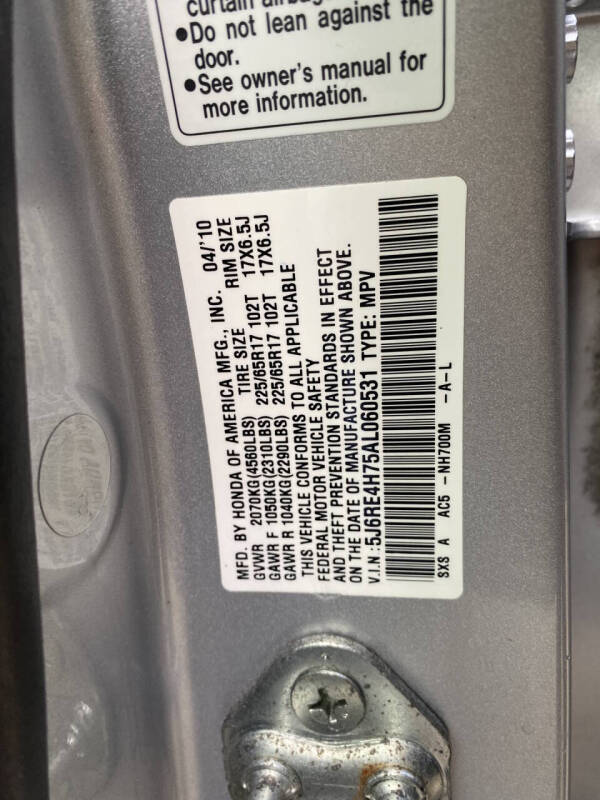 curtain airbag
●Do not lean against the
door.
●See owner's manual for
more information.
MFD. BY HONDA OF AMERICA MFG., INC. 04/'10
GVWR 2070KG(4560LBS) TIRE SIZE RIM SIZE
GAWR F 1050KG(2310LBS) 225/65R17 102T 17X6.5J
GAWR R 1040KG(2290LBS) 225/65R17 102T 17X6.5J
THIS VEHICLE CONFORMS TO ALL APPLICABLE
FEDERAL MOTOR VEHICLE SAFETY
AND THEFT PREVENTION STANDARDS IN EFFECT
ON THE DATE OF MANUFACTURE SHOWN ABOVE.
V.I.N: 5J6RE4H75AL060531 TYPE: MPV
SXS A AC5 -NH700M -A-L